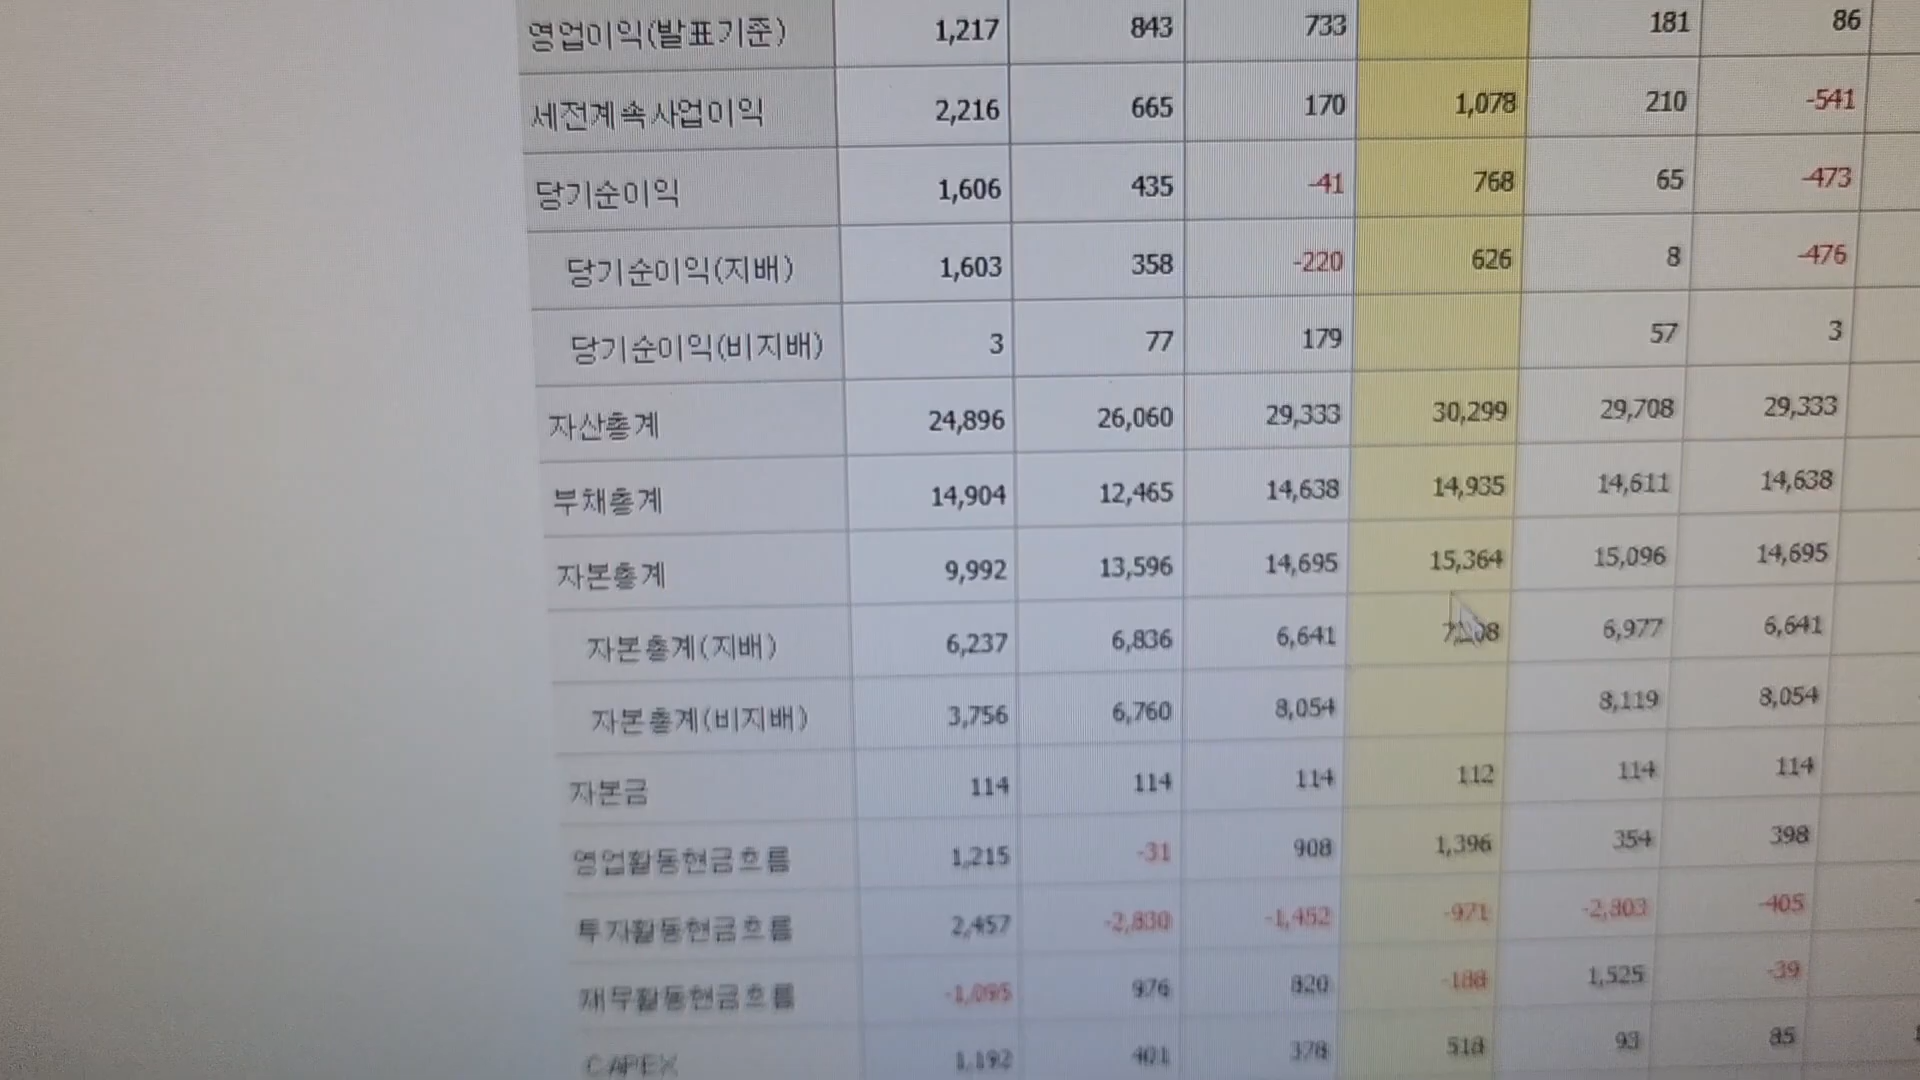 영업이익(발표기준) 1,217 843 733 181 86
세전계속사업이익 2,216 665 170 1,078 210 -541
당기순이익 1,606 435 -41 768 65 -473
당기순이익(지배) 1,603 358 -220 626 8 -476
당기순이익(비지배) 3 77 179 57 3
자산총계 24,896 26,060 29,333 30,299 29,708 29,333
부채총계 14,904 12,465 14,638 14,935 14,611 14,638
자본총계 9,992 13,596 14,695 15,364 15,096 14,695
자본총계(지배) 6,237 6,836 6,641 6,977 6,641
자본총계(비지배) 3,756 6,760 8,054 8,119 8,054
자본금 114 114 114 112 114 114
영업활동현금흐름 1,215 -31 908 1,396 354 398
투자활동현금흐름 2,457 -2,830 -1,452 -971 -2,803 -405
재무활동현금흐름 -1,095 976 820 -188 1,525 -39
CAPEX 1,192 401 378 518 93 85